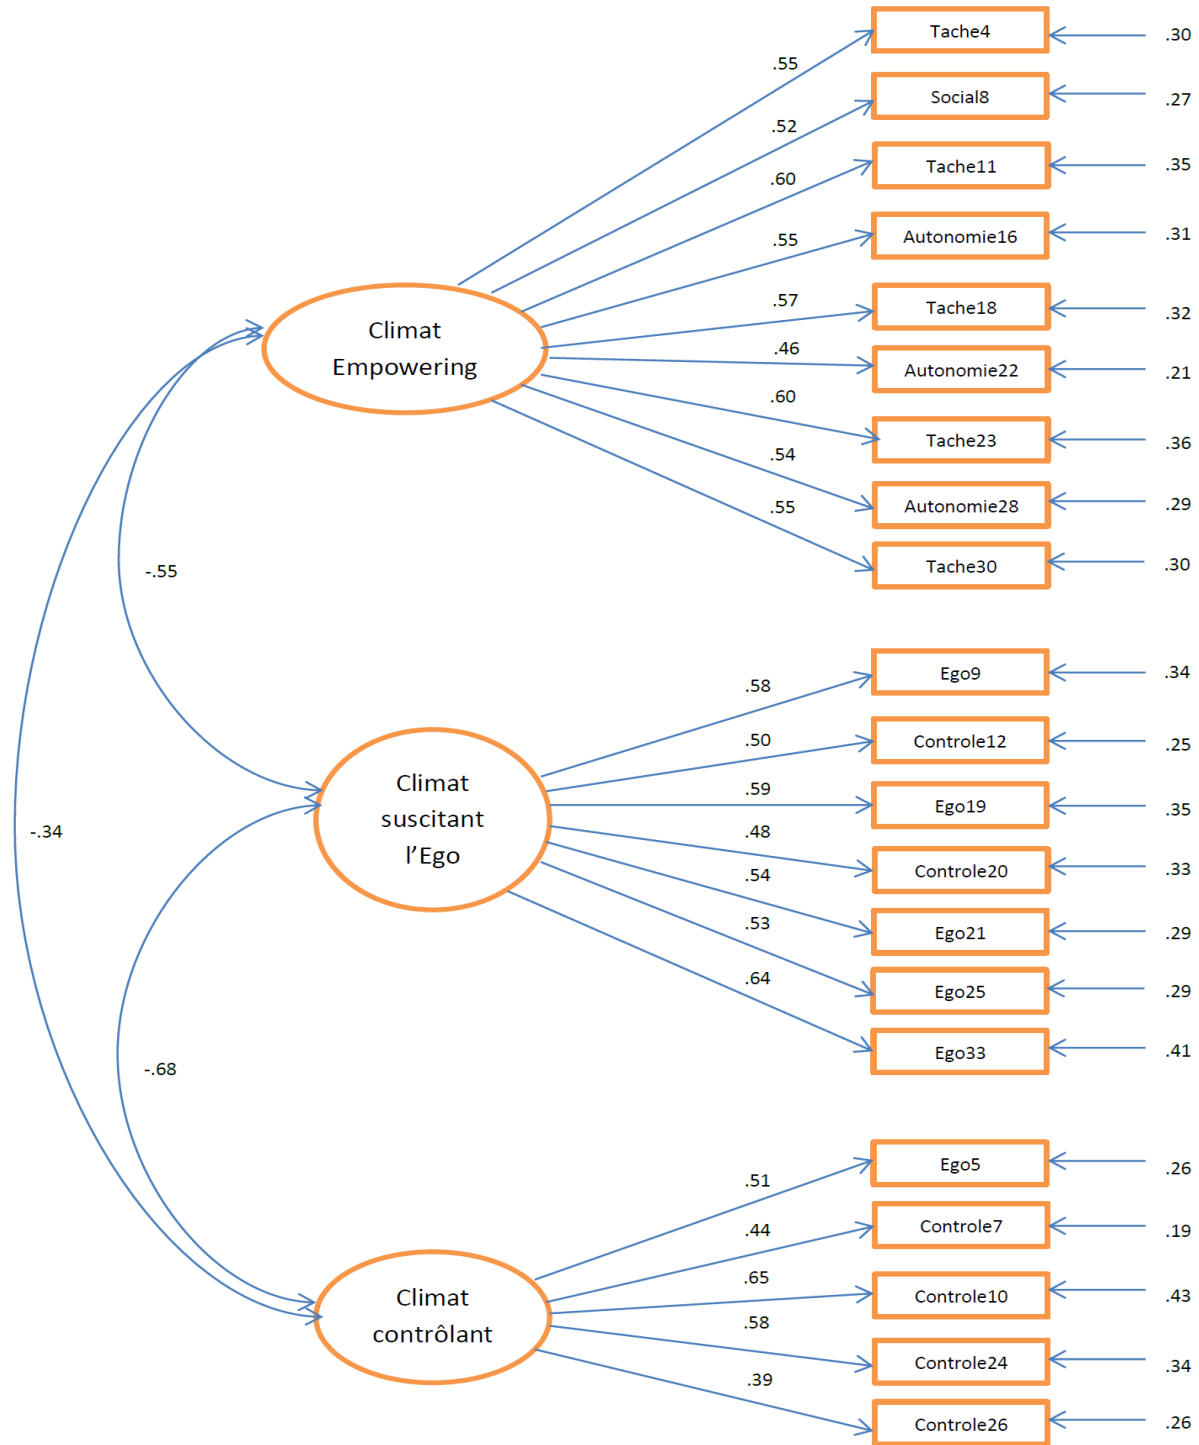 Tache4
.30
.55
Social8
.27
.52
Tache11
.35
.60
Autonomie16
.31
.55
Tache18
.32
.57
Climat
Empowering
.46
Autonomie22
.21
.60
Tache23
.36
.54
Autonomie28
.29
.55
Tache30
.30
-.55
Ego9
.34
.58
Controle12
.25
.50
Climat
suscitant
l’Ego
.59
Ego19
.35
-.34
.48
Controle20
.33
.54
Ego21
.29
.53
Ego25
.29
.64
Ego33
.41
-.68
Ego5
.26
.51
Controle7
.19
.44
.65
Controle10
.43
Climat
contrôlant
.58
Controle24
.34
.39
Controle26
.26